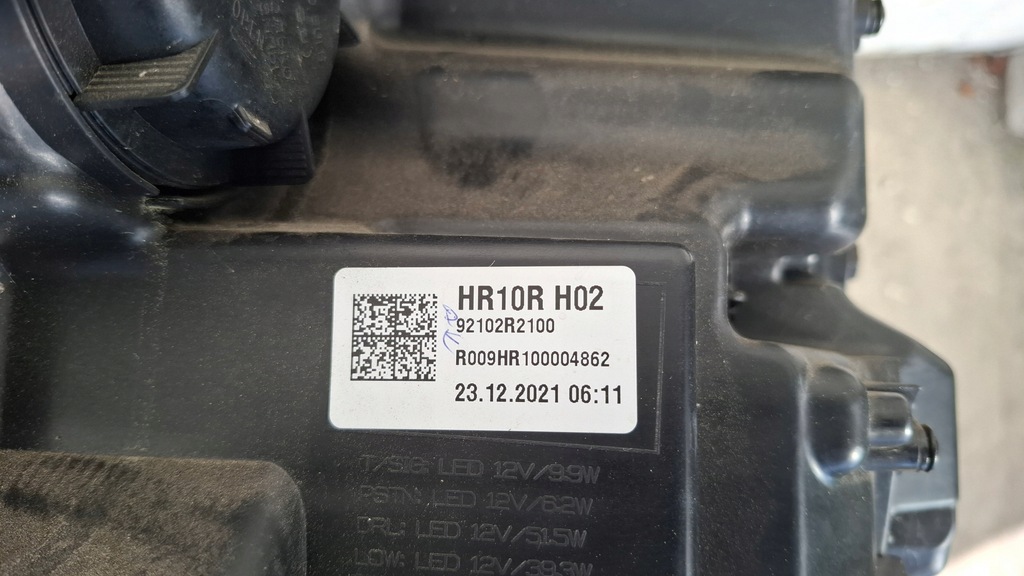 HR10R H02
92102R2100
R009HR100004862
23.12.2021 06:11
T/SIG: LED 12V/9.9W
PSTN: LED 12V/6.2W
DRL: LED 12V/51.5W
LOW: LED 12V/39.3W